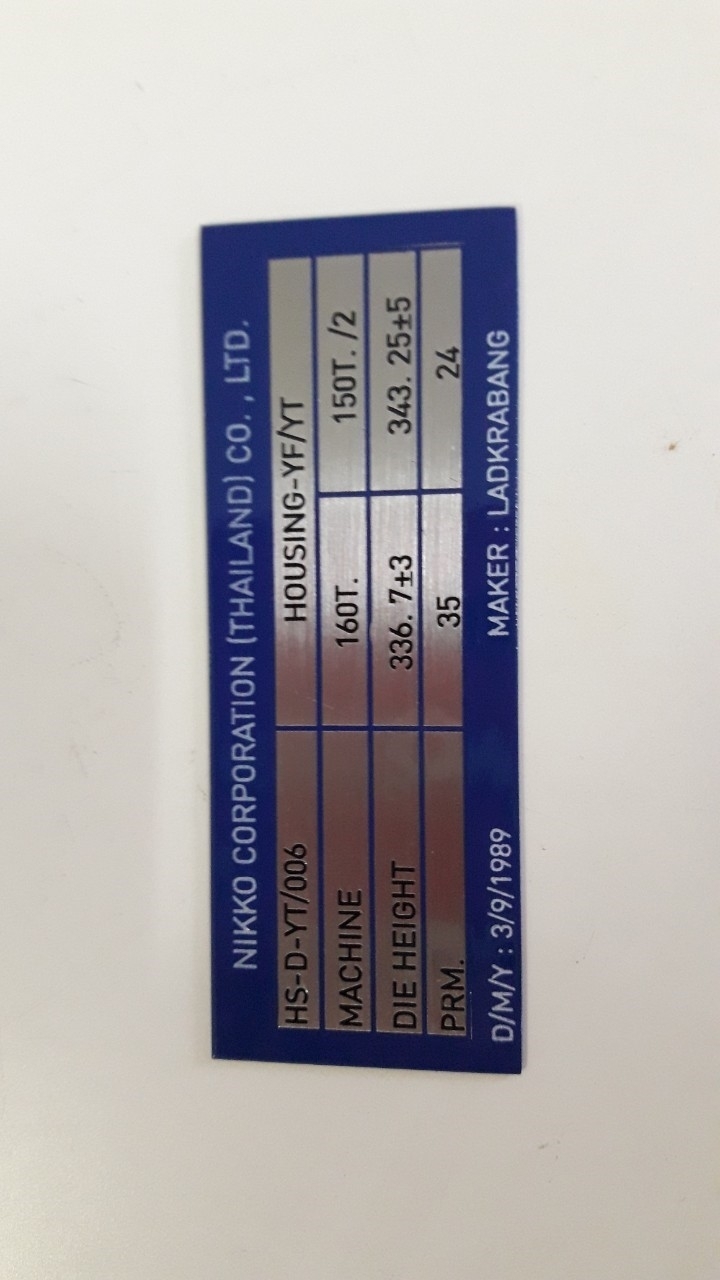 NIKKO CORPORATION (THAILAND) CO. , LTD.
HS-D-YT/006 HOUSING-YF/YT
MACHINE 160T. 150T. /2
DIE HEIGHT 336. 7±3 343. 25±5
PRM. 35 24
D/M/Y : 3/9/1989 MAKER : LADKRABANG